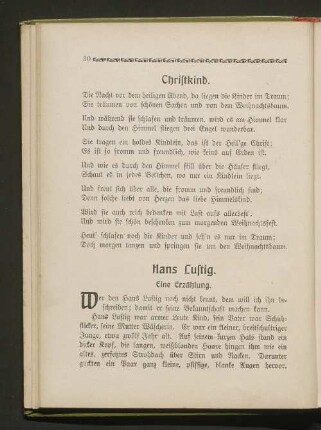 30
Christkind.
Die Nacht vor dem heiligen Abend, da liegen die Kinder im Traum;
Sie träumen von schönen Sachen und von dem Weihnachtsbaum.
Und während sie schlafen und träumen, wird es am Himmel klar
Und durch den Himmel fliegen drei Engel wunderbar.
Sie tragen ein holdes Kindlein, das ist der Heil'ge Christ;
Es ist so fromm und freundlich, wie keins auf Erden ist.
Und wie es durch den Himmel still über die Häuser fliegt,
Schaut es in jedes Bettchen, wo nur ein Kindlein liegt.
Und freut sich über alle, die fromm und freundlich sind;
Denn solche liebt von Herzen das liebe Himmelskind.
Wird sie auch reich bedenken mit Lust aufs allerbest'
Und wird sie schön beschenken zum morgenden Weihnachtsfest.
Heut' schlafen noch die Kinder und seh'n es nur im Traum;
Doch morgen tanzen und springen sie um den Weihnachtsbaum.
Hans Lustig.
Eine Erzählung.
Wer den Hans Lustig noch nicht kennt, dem will ich ihn be-
schreiben; damit er seine Bekanntschaft machen kann.
Hans Lustig war armer Leute Kind, sein Vater war Schuh-
flicker, seine Mutter Wäscherin. Er war ein kleiner, breitschultriger
Junge, etwa zwölf Jahr alt. Auf seinem kurzen Hals stand ein
dicker Kopf, die langen, weißblonden Haare hingen ihm wie ein
altes, zerfetztes Strohdach über Stirn und Nacken. Darunter
guckten ein Paar ganz kleine, pfiffige, blanke Augen hervor.